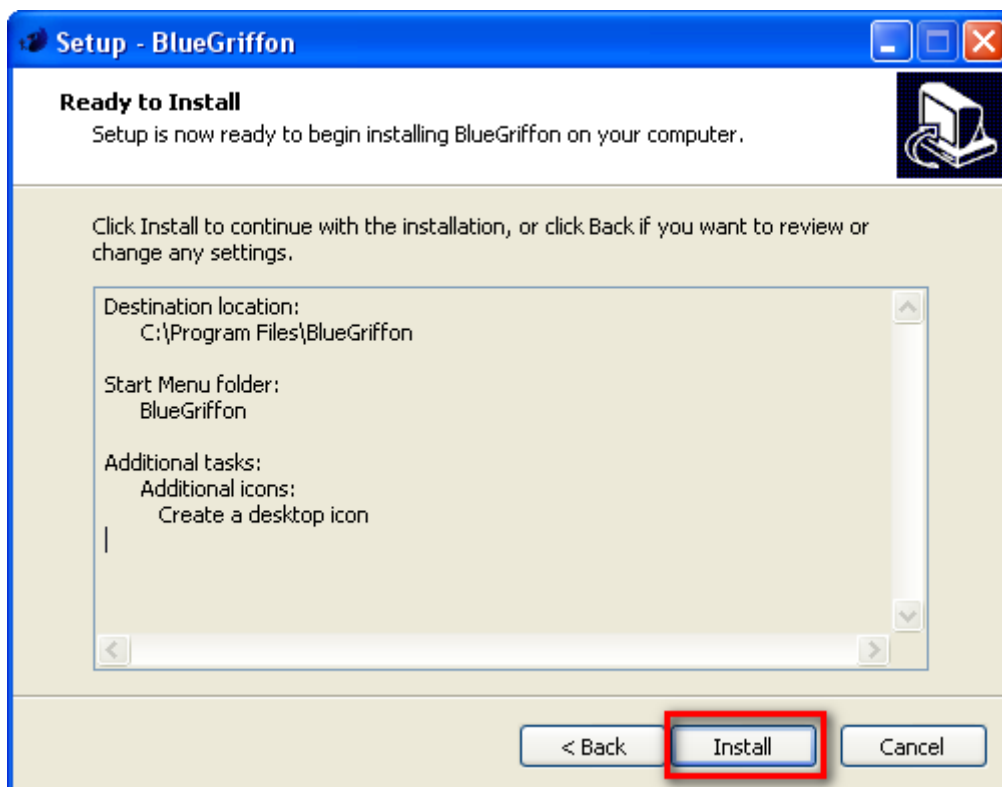 Setup - BlueGriffon
Ready to Install
Setup is now ready to begin installing BlueGriffon on your computer.
Click Install to continue with the installation, or click Back if you want to review or
change any settings.
Destination location:
C:\Program Files\BlueGriffon
Start Menu folder:
BlueGriffon
Additional tasks:
Additional icons:
Create a desktop icon
< Back
Install
Cancel